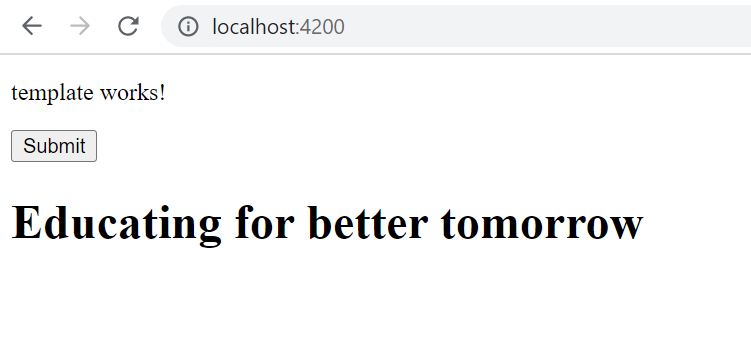 localhost:4200
template works!
Submit
Educating for better tomorrow